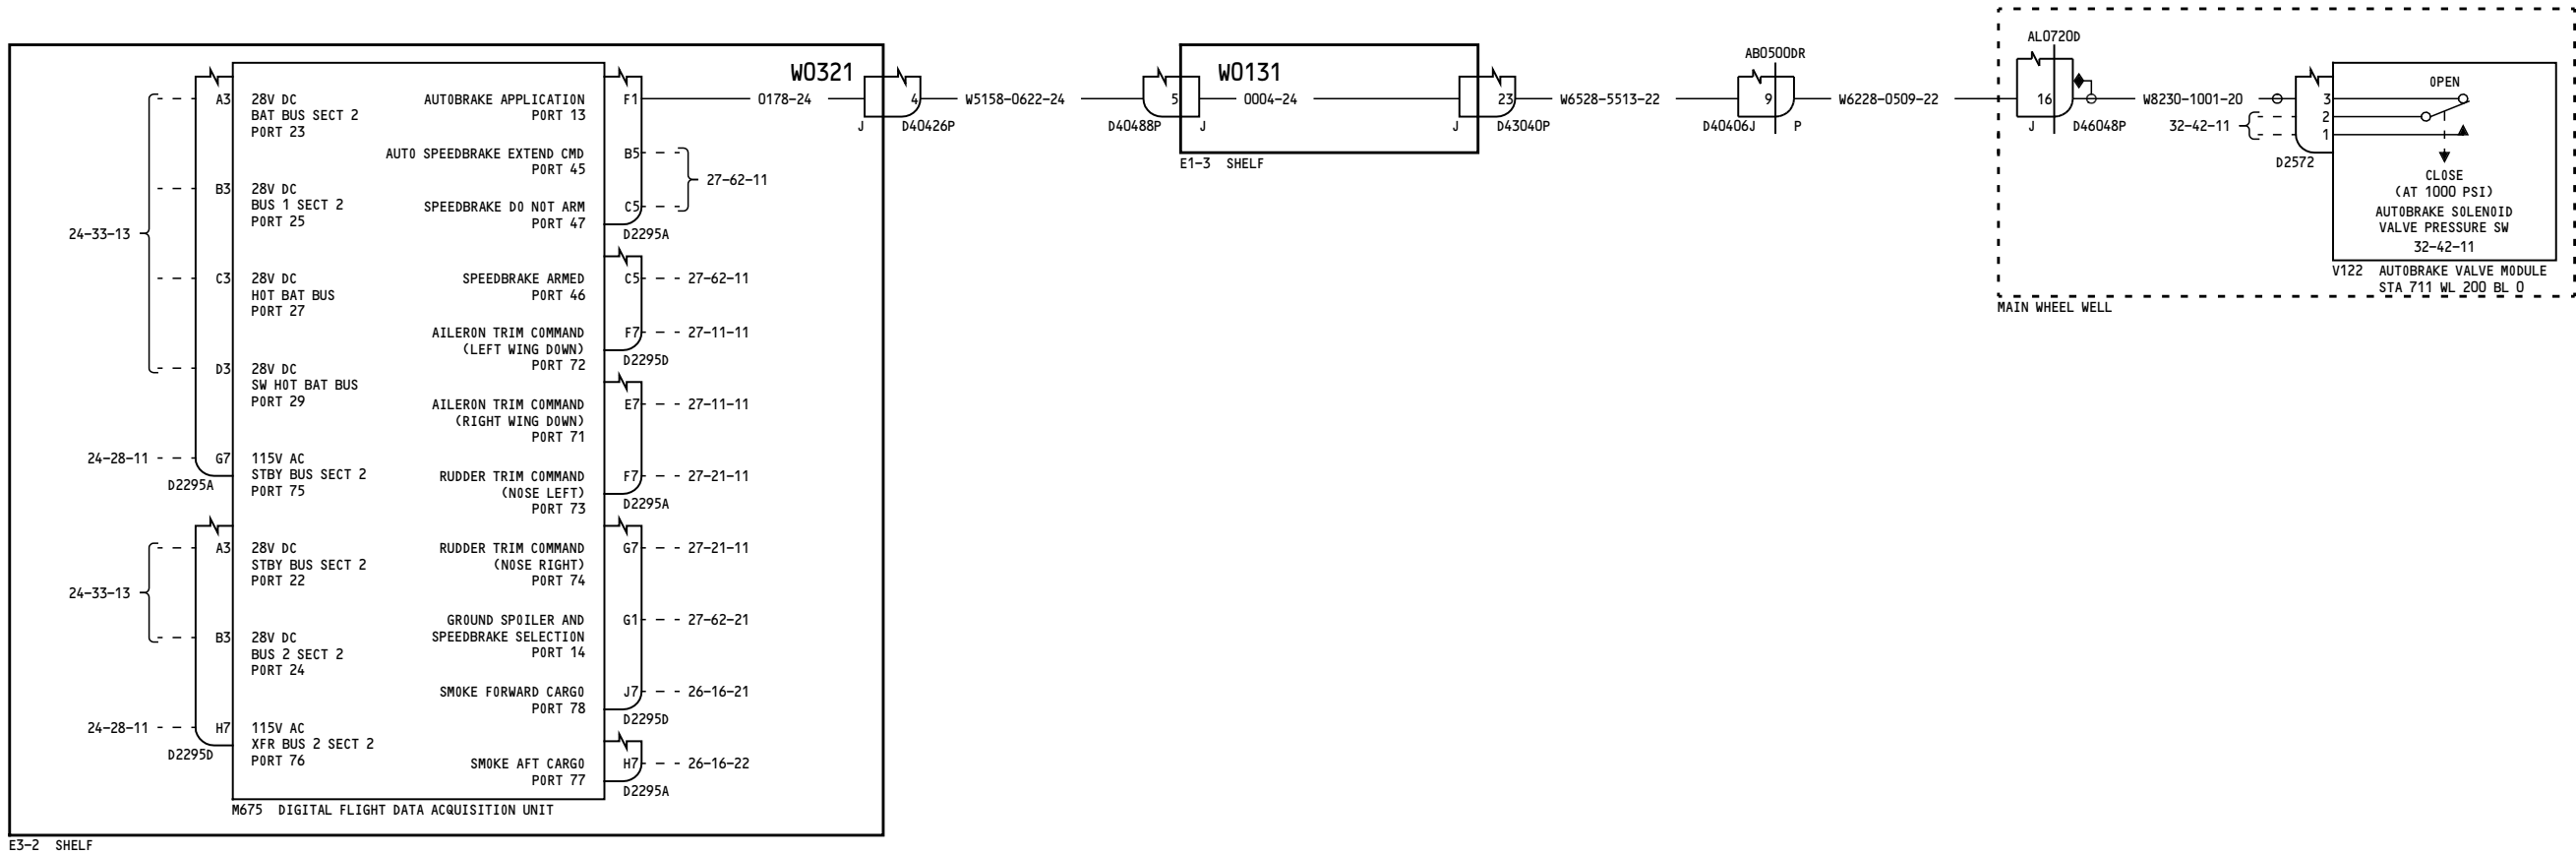 W0321
24-33-13
A3 28V DC
BAT BUS SECT 2
PORT 23
B3 28V DC
BUS 1 SECT 2
PORT 25
C3 28V DC
HOT BAT BUS
PORT 27
D3 28V DC
SW HOT BAT BUS
PORT 29
24-28-11
G7 115V AC
STBY BUS SECT 2
PORT 75
D2295A
24-33-13
A3 28V DC
STBY BUS SECT 2
PORT 22
B3 28V DC
BUS 2 SECT 2
PORT 24
24-28-11
H7 115V AC
XFR BUS 2 SECT 2
PORT 76
D2295D
AUTOBRAKE APPLICATION F1
PORT 13
0178-24
AUTO SPEEDBRAKE EXTEND CMD B5
PORT 45
27-62-11
SPEEDBRAKE DO NOT ARM C5
PORT 47
D2295A
SPEEDBRAKE ARMED C5 27-62-11
PORT 46
AILERON TRIM COMMAND F7 27-11-11
(LEFT WING DOWN)
PORT 72
D2295D
AILERON TRIM COMMAND E7 27-11-11
(RIGHT WING DOWN)
PORT 71
RUDDER TRIM COMMAND F7 27-21-11
(NOSE LEFT)
PORT 73
D2295A
RUDDER TRIM COMMAND G7 27-21-11
(NOSE RIGHT)
PORT 74
GROUND SPOILER AND G1 27-62-21
SPEEDBRAKE SELECTION
PORT 14
SMOKE FORWARD CARGO J7 26-16-21
PORT 78
D2295D
SMOKE AFT CARGO H7 26-16-22
PORT 77
D2295A
M675 DIGITAL FLIGHT DATA ACQUISITION UNIT
E3-2 SHELF
4
J D40426P
W5158-0622-24
5
D40488P J
W0131
0004-24
23
J D43040P
E1-3 SHELF
W6528-5513-22
AB0500DR
9
D40406J P
W6228-0509-22
AL0720D
16
J D46048P
W8230-1001-20
32-42-11
3
2
1
D2572
OPEN
CLOSE
(AT 1000 PSI)
AUTOBRAKE SOLENOID
VALVE PRESSURE SW
32-42-11
V122 AUTOBRAKE VALVE MODULE
STA 711 WL 200 BL 0
MAIN WHEEL WELL